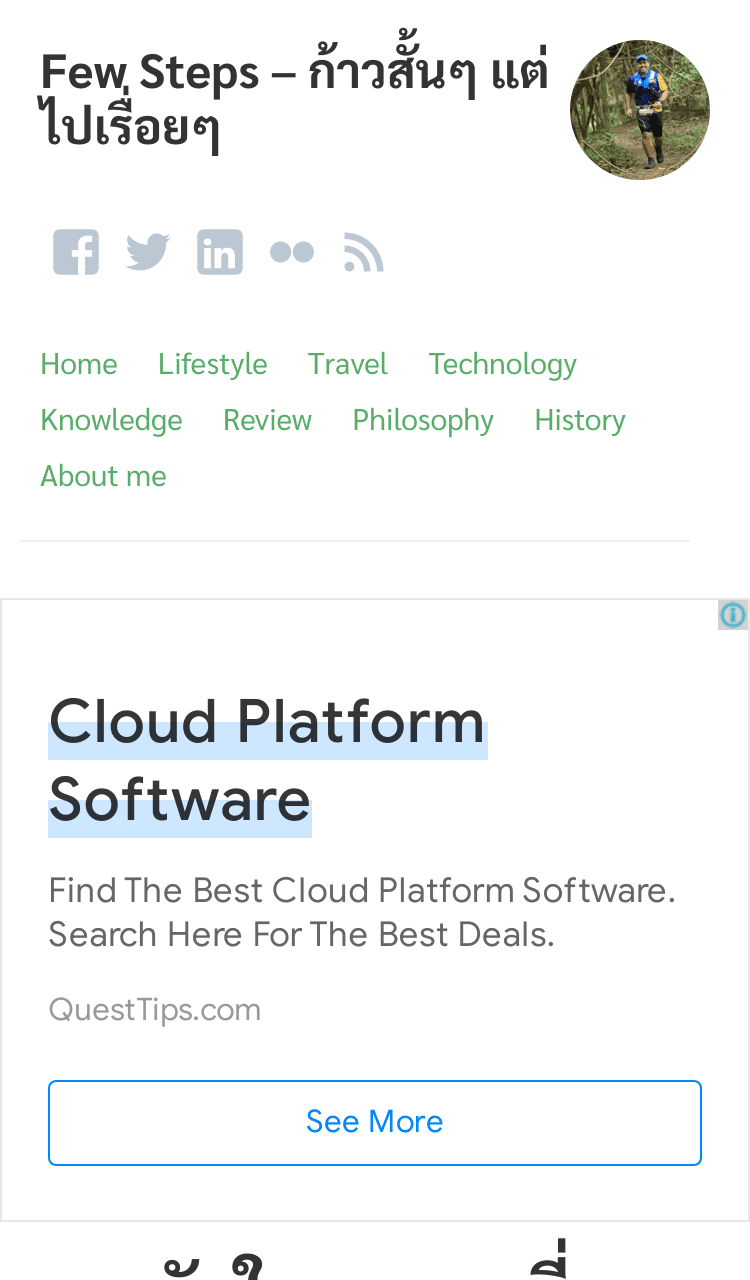 Few Steps – ก้าวสั้นๆ แต่
ไปเรื่อยๆ
Home Lifestyle Travel Technology
Knowledge Review Philosophy History
About me
Cloud Platform
Software
Find The Best Cloud Platform Software.
Search Here For The Best Deals.
QuestTips.com
See More